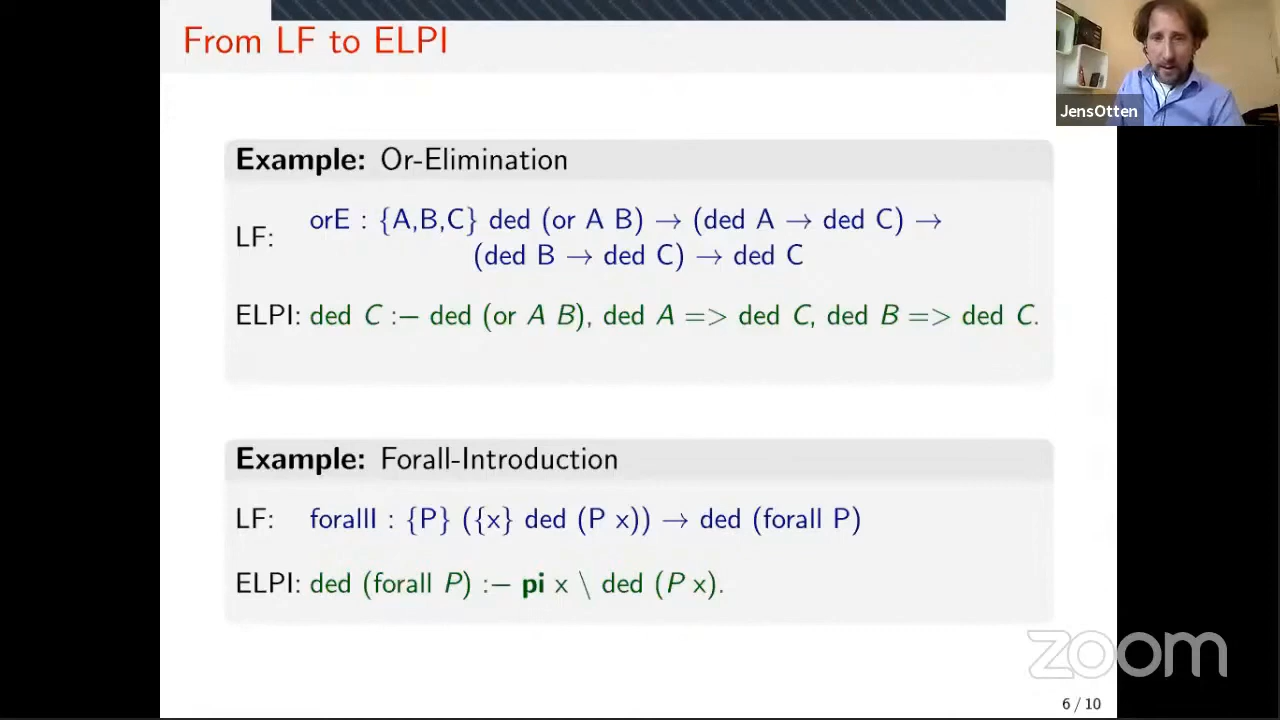 From LF to ELPI
JensOtten
Example: Or-Elimination
LF: orE : {A,B,C} ded (or A B) → (ded A → ded C) →
(ded B → ded C) → ded C
ELPI: ded C :− ded (or A B), ded A => ded C, ded B => ded C.
Example: Forall-Introduction
LF: forallI : {P} ({x} ded (P x)) → ded (forall P)
ELPI: ded (forall P) :− pi x \ ded (P x).
zoom
6 / 10